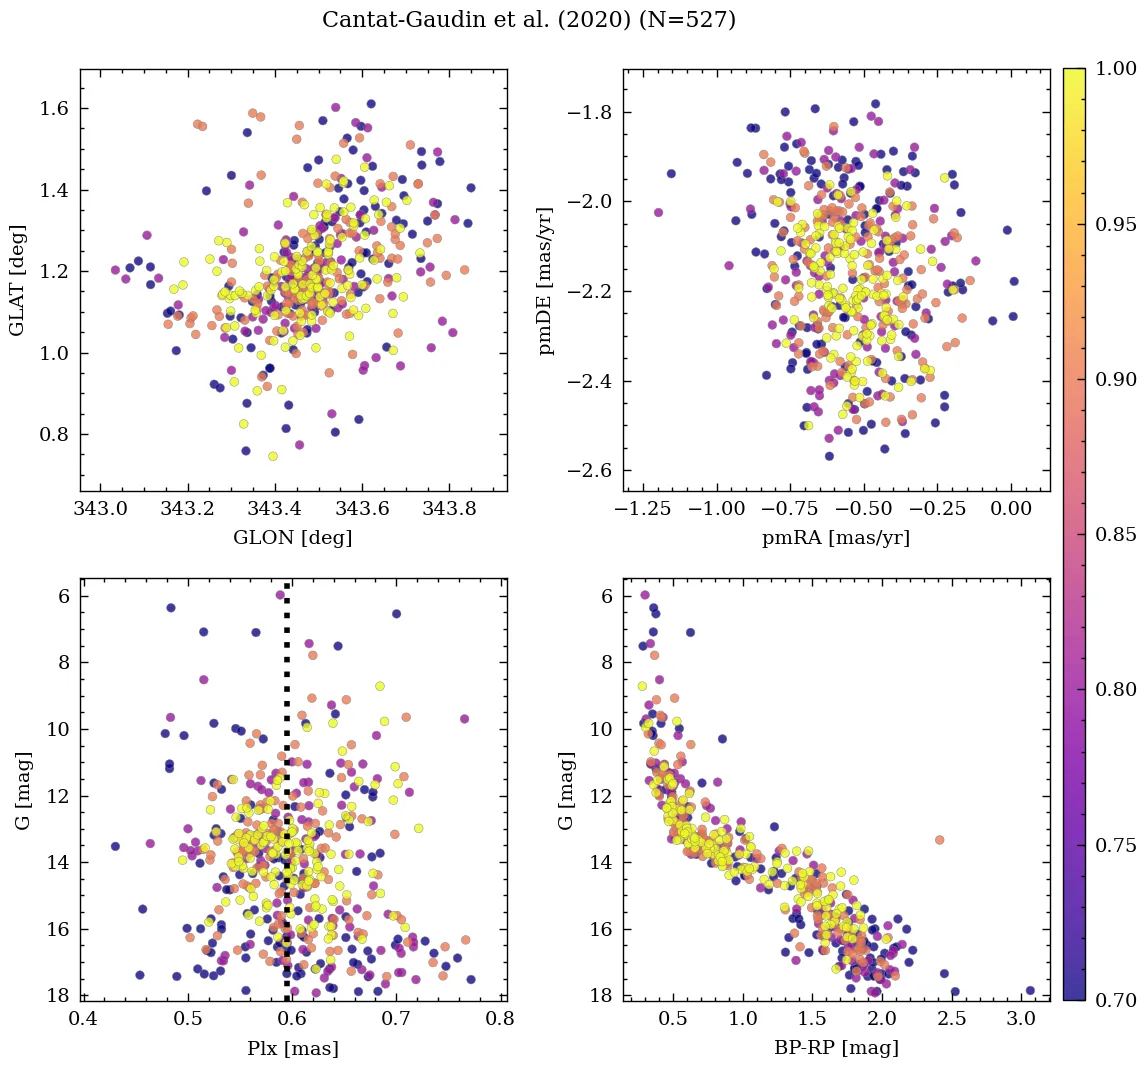 Cantat-Gaudin et al. (2020) (N=527)
GLAT [deg]
1.6
1.4
1.2
1.0
0.8
343.0 343.2 343.4 343.6 343.8
GLON [deg]
pmDE [mas/yr]
−1.8
−2.0
−2.2
−2.4
−2.6
−1.25 −1.00 −0.75 −0.50 −0.25 0.00
pmRA [mas/yr]
G [mag]
6
8
10
12
14
16
18
0.4 0.5 0.6 0.7 0.8
Plx [mas]
G [mag]
6
8
10
12
14
16
18
0.5 1.0 1.5 2.0 2.5 3.0
BP-RP [mag]
1.00
0.95
0.90
0.85
0.80
0.75
0.70